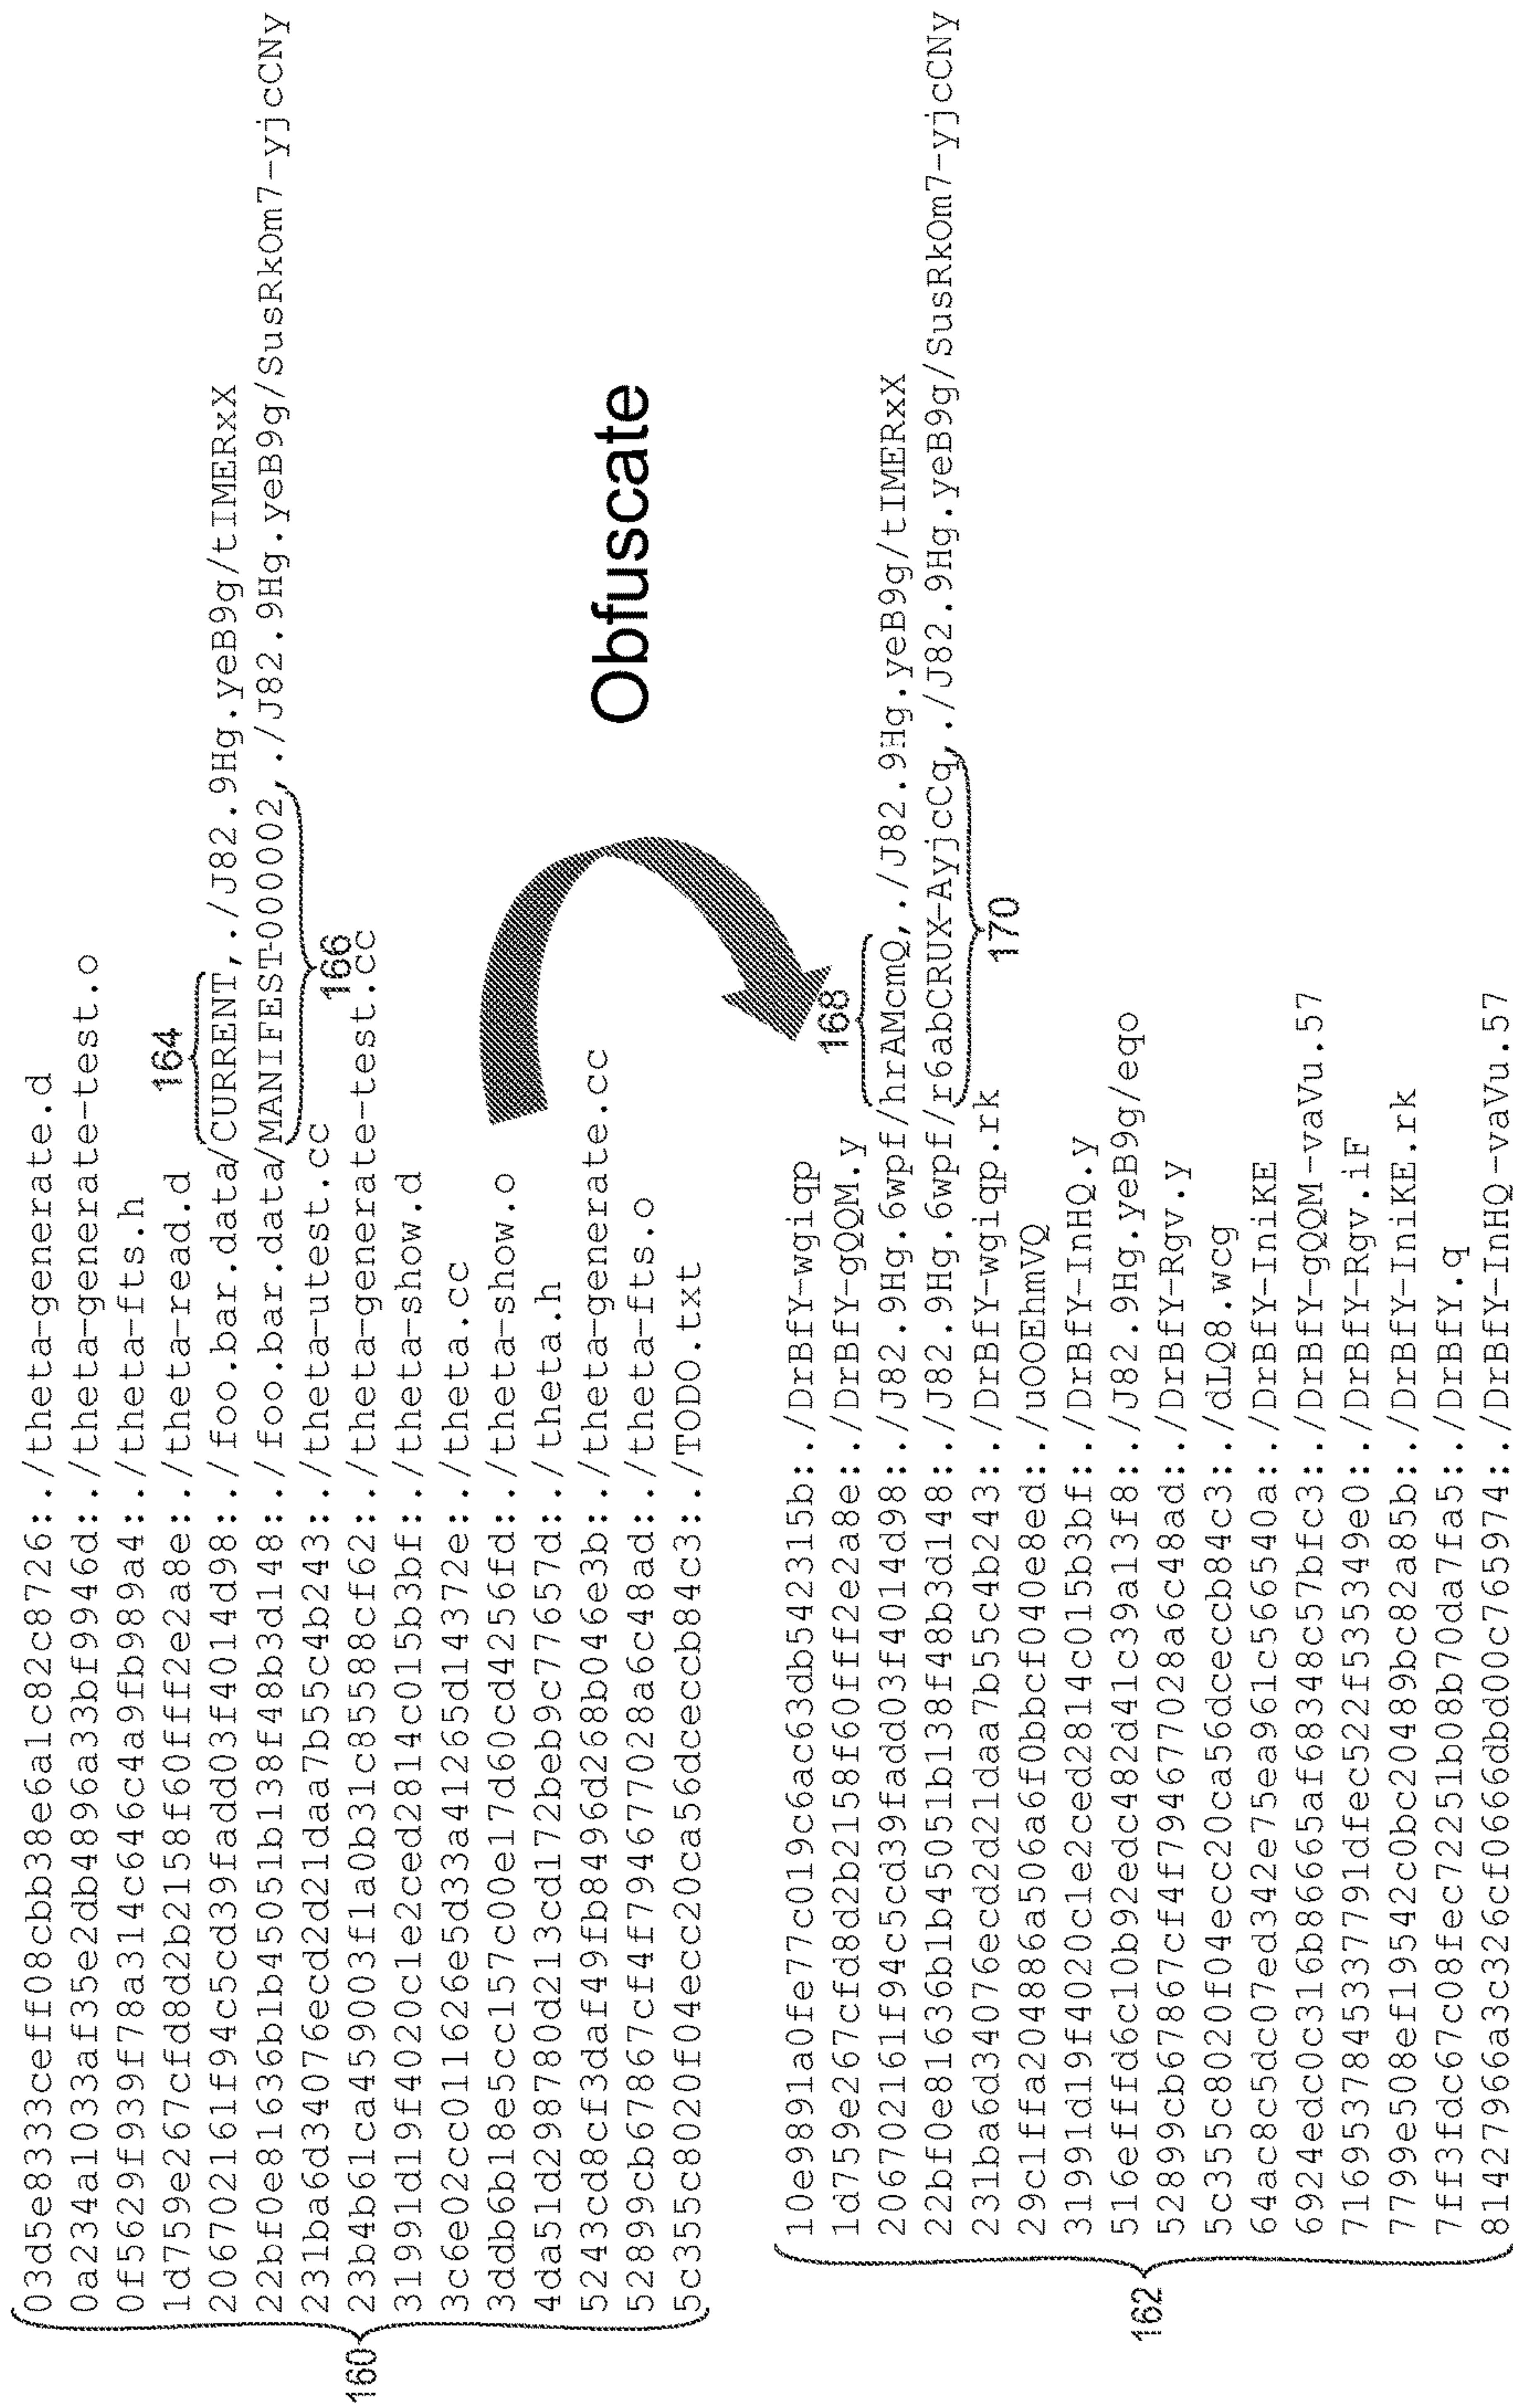 160
03d5e8333ceff08cbb38e6a1c82c8726:./theta-generate.d
0a234a1033af35e2db4896a33bf9946d:./theta-generate-test.o
0f5629f939f78a314c646c4a9fb989a4:./theta-fts.h
1d759e267cfd8d2b2158f60fff2e2a8e:./theta-read.d
164
20670216 1f94c5cd39fadd03f4014d98:./foo.bar.data/CURRENT,./J82.9Hg.yeB9g/tIMERxX
22bf0e81636b1b45051b138f48b3d148:./foo.bar.data/MANIFEST-000002,./J82.9Hg.yeB9g/SusRkOm7-yjcCNy
166
231ba6d34076ecd2d21daa7b55c4b243:./theta-utest.cc
23b4b61ca459003f1a0b31c85588cf62:./theta-generate-test.cc
31991d19f4020c1e2ced2814c015b3bf:./theta-show.d
3c6e02cc011626e5d33a41265d14372e:./theta.cc
3ddb6b18e5cc157c00e17d60cd4256fd:./theta-show.o
4da51d298780d213cd172beb9c77657d:./theta.h
5243cd8cf3daf49fb8496d268b046e3b:./theta-generate.cc
52899cb67867cf4f7946777028a6c48ad:./theta-fts.o
5c355c8020f04ecc20ca56dceccb84c3:./TODO.txt
Obfuscate
162
10e9891a0fe77c019c6ac63db542315b:./DrBfY-wgiqp
1d759e267cfd8d2b2158f60fff2e2a8e:./DrBfY-gQQM.y
168
206702161f94c5cd39fadd03f4014d98:./J82.9Hg.6wpf/hrAMcmQ,./J82.9Hg.yeB9g/tIMERxX
22bf0e81636b1b45051b138f48b3d148:./J82.9Hg.6wpf/r6abCRUX-AyjcCq,./J82.9Hg.yeB9g/SusRkOm7-yjcCNy
170
231ba6d34076ecd2d21daa7b55c4b243:./DrBfY-wgiqp.rk
29c1ffa204886a506a6f0bbcf040e8ed:./uOOEhmVQ
31991d19f4020c1e2ced2814c015b3bf:./DrBfY-InHQ.y
516efffd6c10b92edc482d41c39a13f8:./J82.9Hg.yeB9g/eqo
52899cb67867cf4f7946777028a6c48ad:./DrBfY-Rgv.y
5c355c8020f04ecc20ca56dceccb84c3:./dLQ8.wcg
64ac8c5dc07ed342e75ea961c566540a:./DrBfY-IniKE
6924edc0c316b86665af68348c57bfc3:./DrBfY-gQQM-vaVu.57
716953784533 7791dfec522f535349e0:./DrBfY-Rgv.iF
7799e508ef19542c0bc20489bc82a85b:./DrBfY-IniKE.rk
7ff3fdc67c08fec72251b08b70da7fa5:./DrBfY.q
81427966a3c326cf0666dbd00c765974:./DrBfY-InHQ-vaVu.57